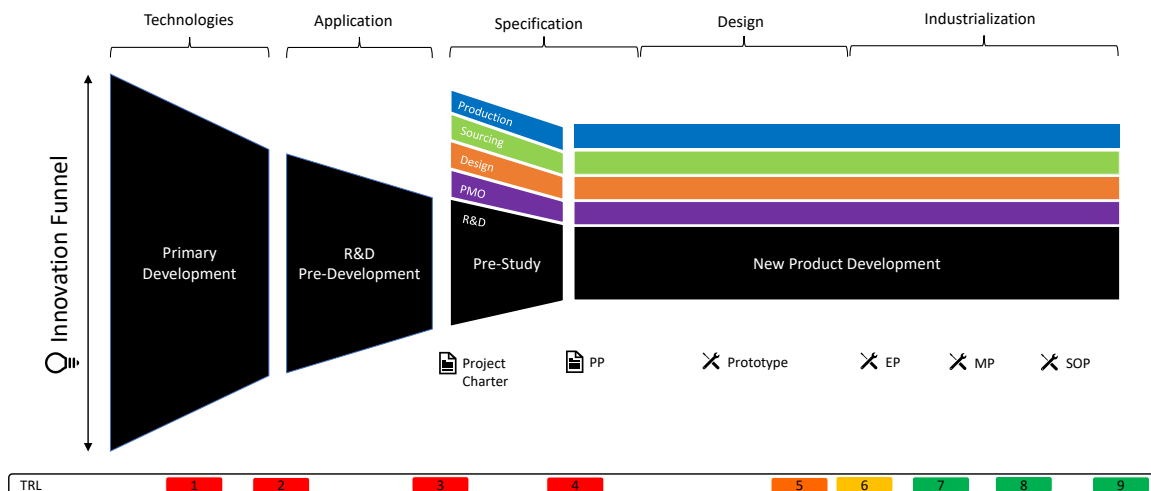 Technologies
Application
Specification
Design
Industrialization
Innovation Funnel
Primary
Development
R&D
Pre-Development
Production
Sourcing
Design
PMO
R&D
Pre-Study
New Product Development
Project
Charter
PP
Prototype
EP
MP
SOP
TRL 1 2 3 4 5 6 7 8 9